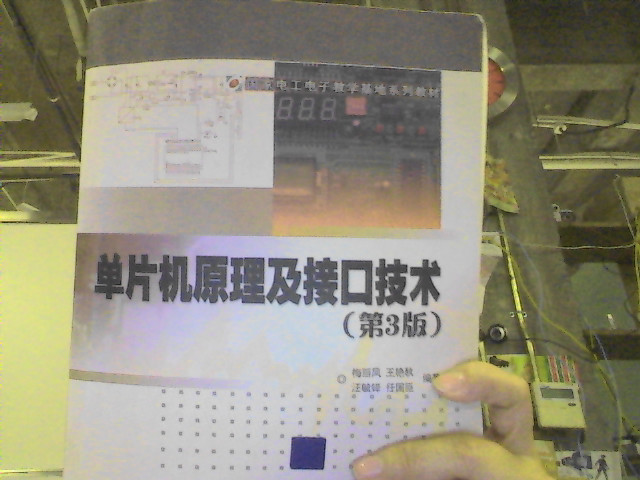 电工电子教学基地系列教材
单片机原理及接口技术
（第3版）
梅丽凤 王艳秋
汪毓铎 任国臣 编著